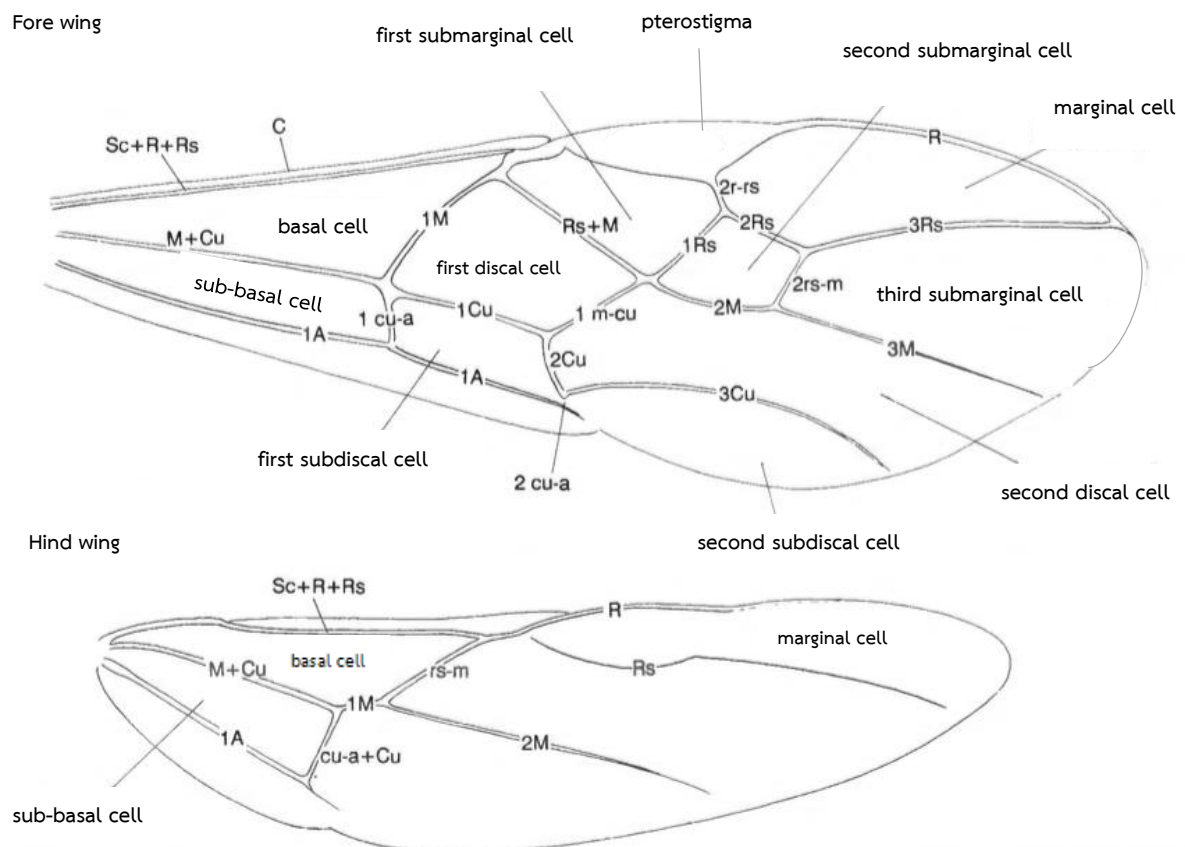 Fore wing
first submarginal cell
pterostigma
second submarginal cell
marginal cell
C
Sc+R+Rs
R
2r-rs
basal cell
1M
Rs+M
2Rs
3Rs
M+Cu
1Rs
first discal cell
sub-basal cell
2rs-m
third submarginal cell
1 cu-a
1Cu
1 m-cu
2M
1A
3M
2Cu
1A
3Cu
first subdiscal cell
2 cu-a
second discal cell
Hind wing
second subdiscal cell
Sc+R+Rs
R
marginal cell
basal cell
M+Cu
rs-m
Rs
1M
1A
2M
cu-a+Cu
sub-basal cell